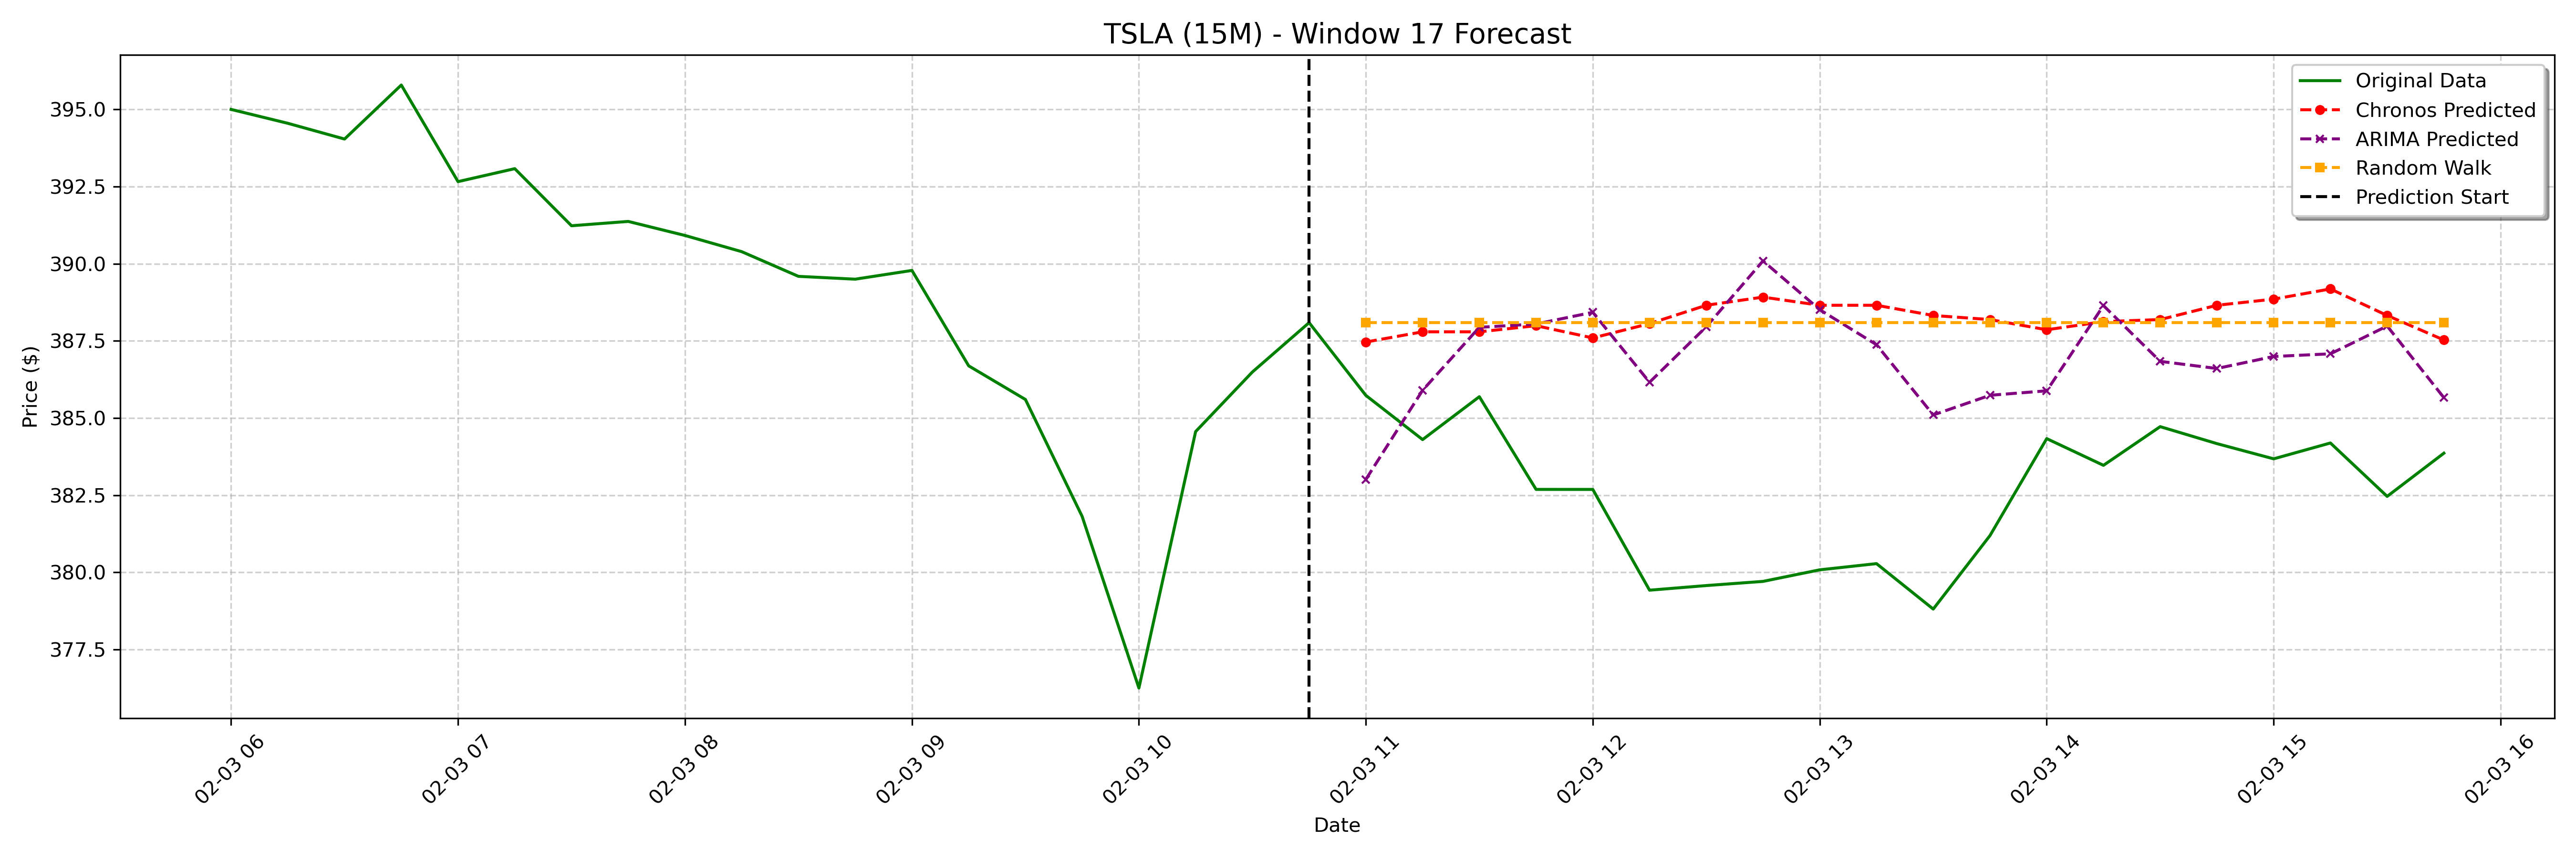 TSLA (15M) - Window 17 Forecast
Original Data
Chronos Predicted
ARIMA Predicted
Random Walk
Prediction Start
Price ($)
395.0
392.5
390.0
387.5
385.0
382.5
380.0
377.5
02-03 06
02-03 07
02-03 08
02-03 09
02-03 10
02-03 11
02-03 12
02-03 13
02-03 14
02-03 15
02-03 16
Date